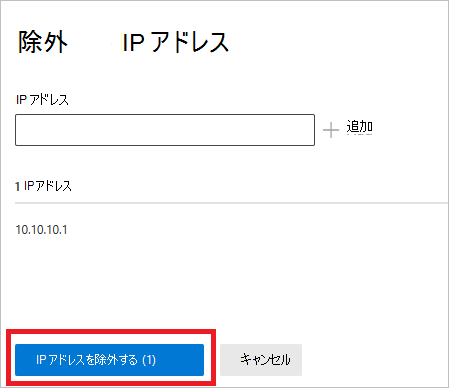 除外 IP アドレス
IP アドレス
追加
1 IPアドレス
10.10.10.1
IP アドレスを除外する (1)
キャンセル